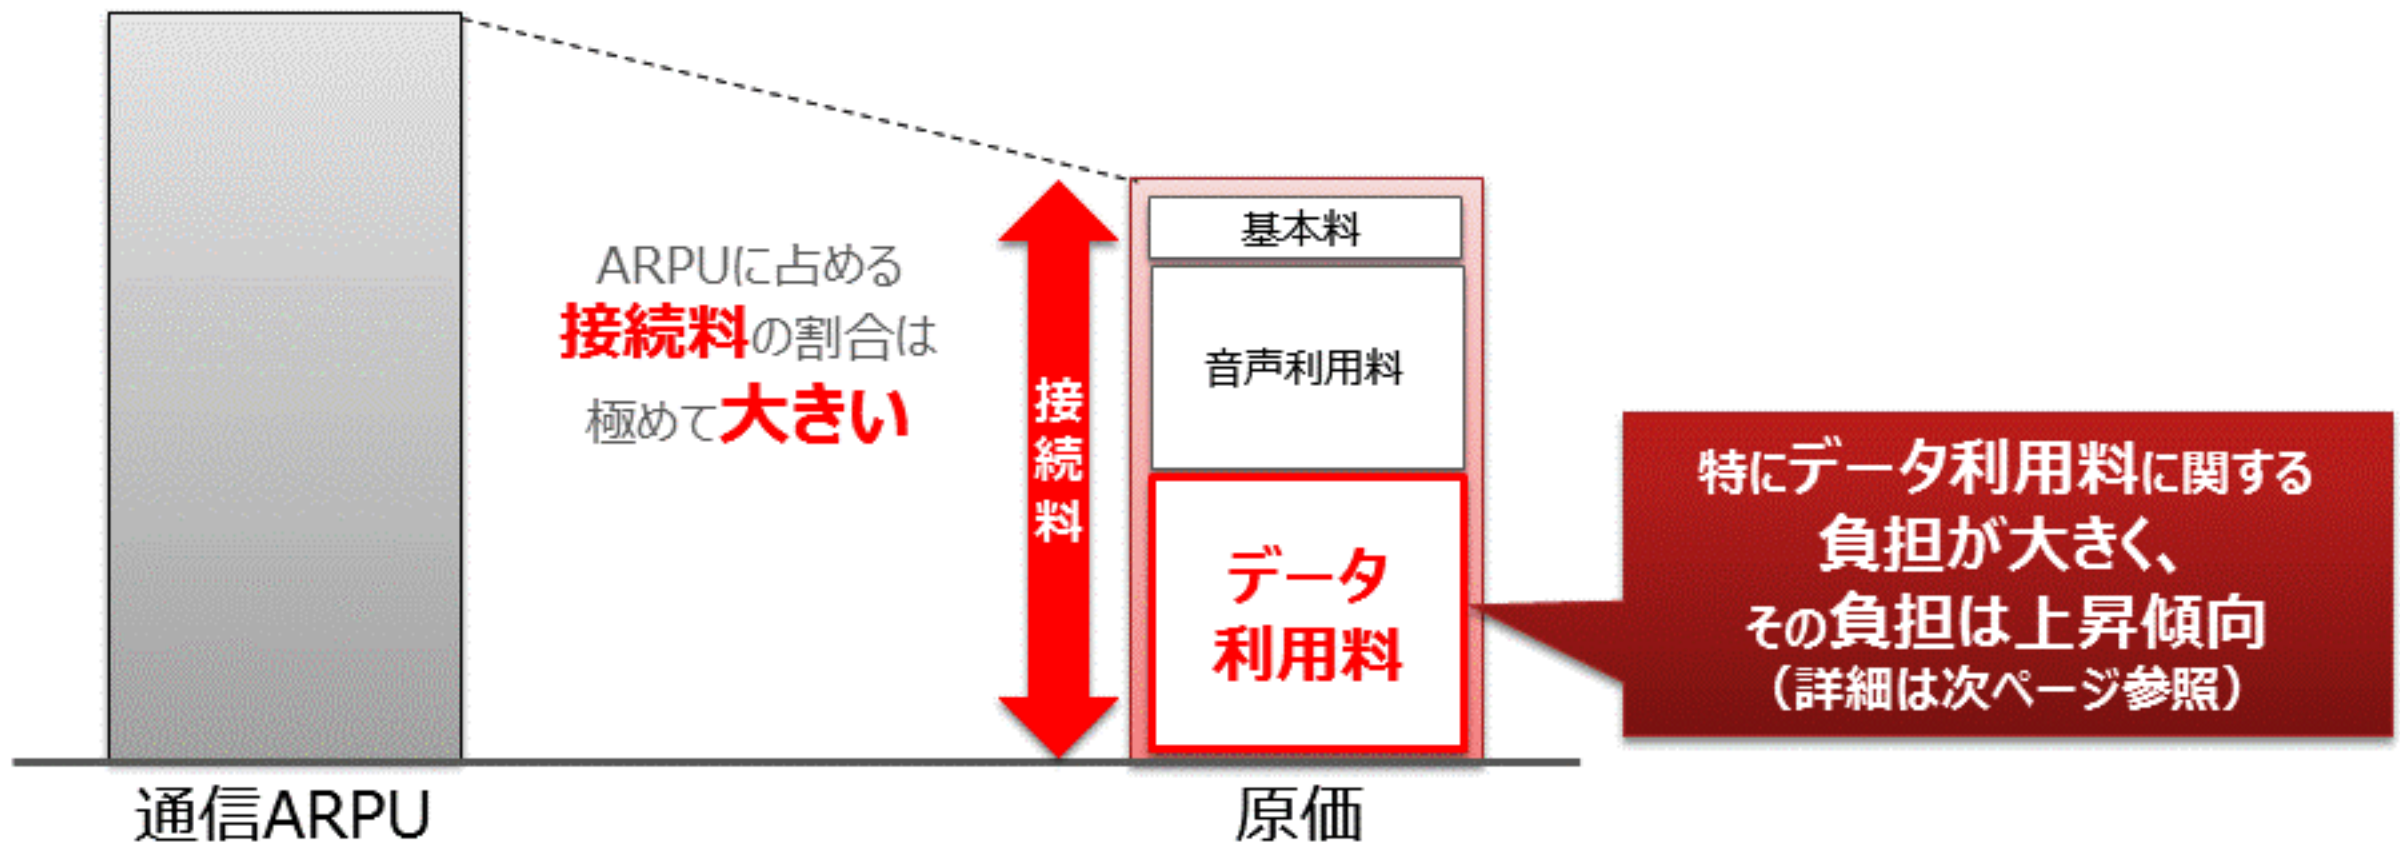 ARPUに占める
接続料の割合は
極めて大きい
接続料
基本料
音声利用料
データ
利用料
特にデータ利用料に関する
負担が大きく、
その負担は上昇傾向
（詳細は次ページ参照）
通信ARPU
原価